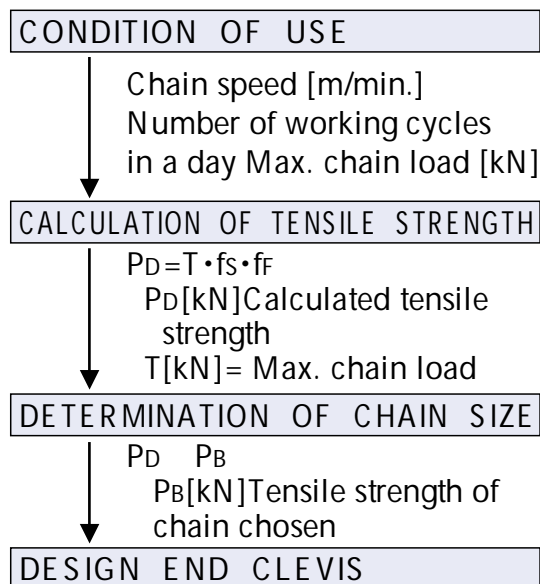 CONDITION OF USE
Chain speed [m/min.]
Number of working cycles
in a day Max. chain load [kN]
CALCULATION OF TENSILE STRENGTH
PD=T・fS・fF
PD[kN]Calculated tensile
strength
T[kN]= Max. chain load
DETERMINATION OF CHAIN SIZE
PD PB
PB[kN]Tensile strength of
chain chosen
DESIGN END CLEVIS